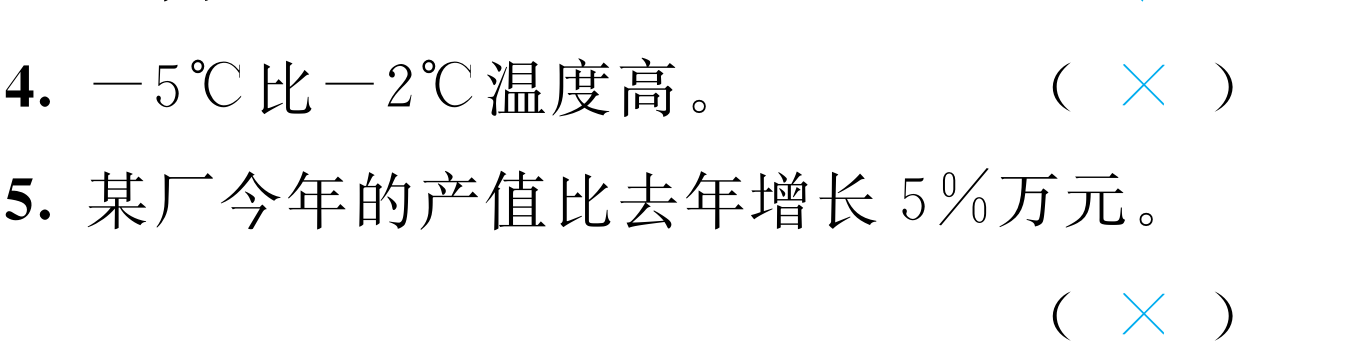 4. －5℃比－2℃温度高。 （ × ）
5. 某厂今年的产值比去年增长 5%万元。
（ × ）